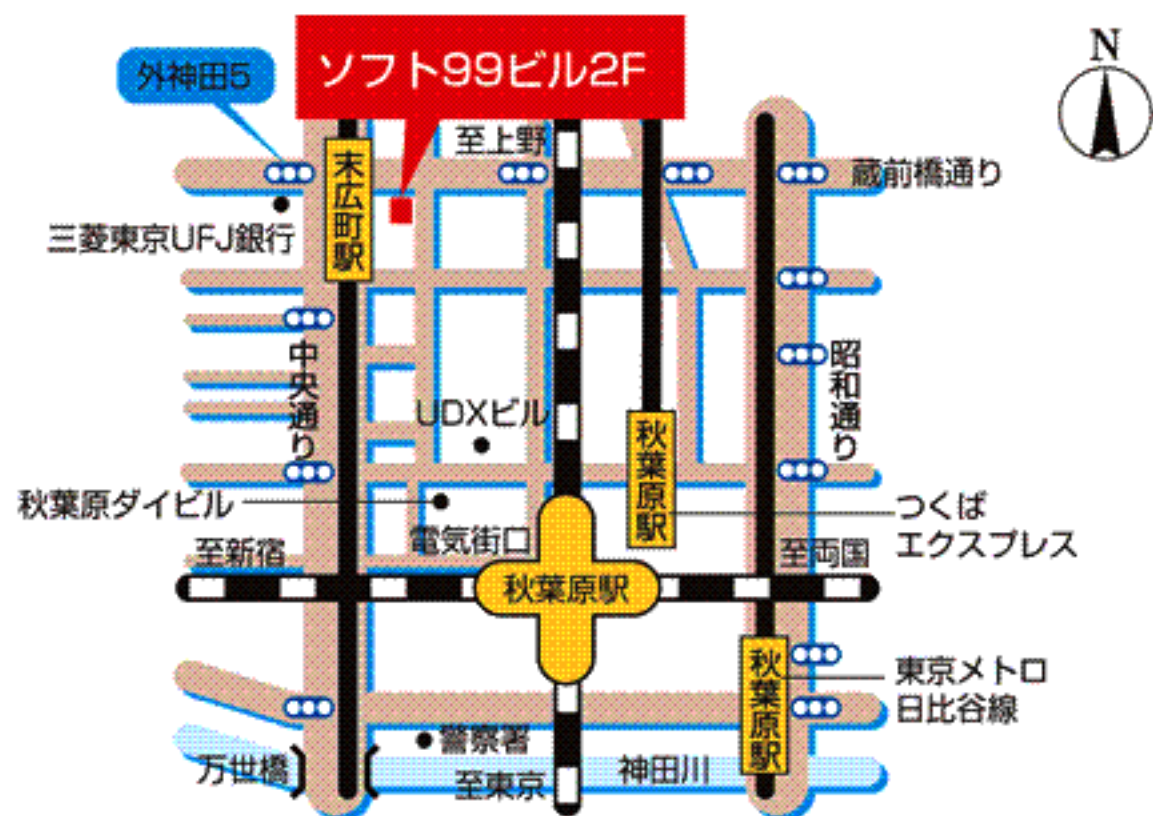 N
ソフト99ビル2F
外神田5
至上野
蔵前橋通り
末広町駅
三菱東京UFJ銀行
中央通り
昭和通り
UDXビル
秋葉原駅
秋葉原ダイビル
つくば
エクスプレス
電気街口
至新宿
至両国
秋葉原駅
秋葉原駅
東京メトロ
日比谷線
警察署
万世橋
至東京
神田川